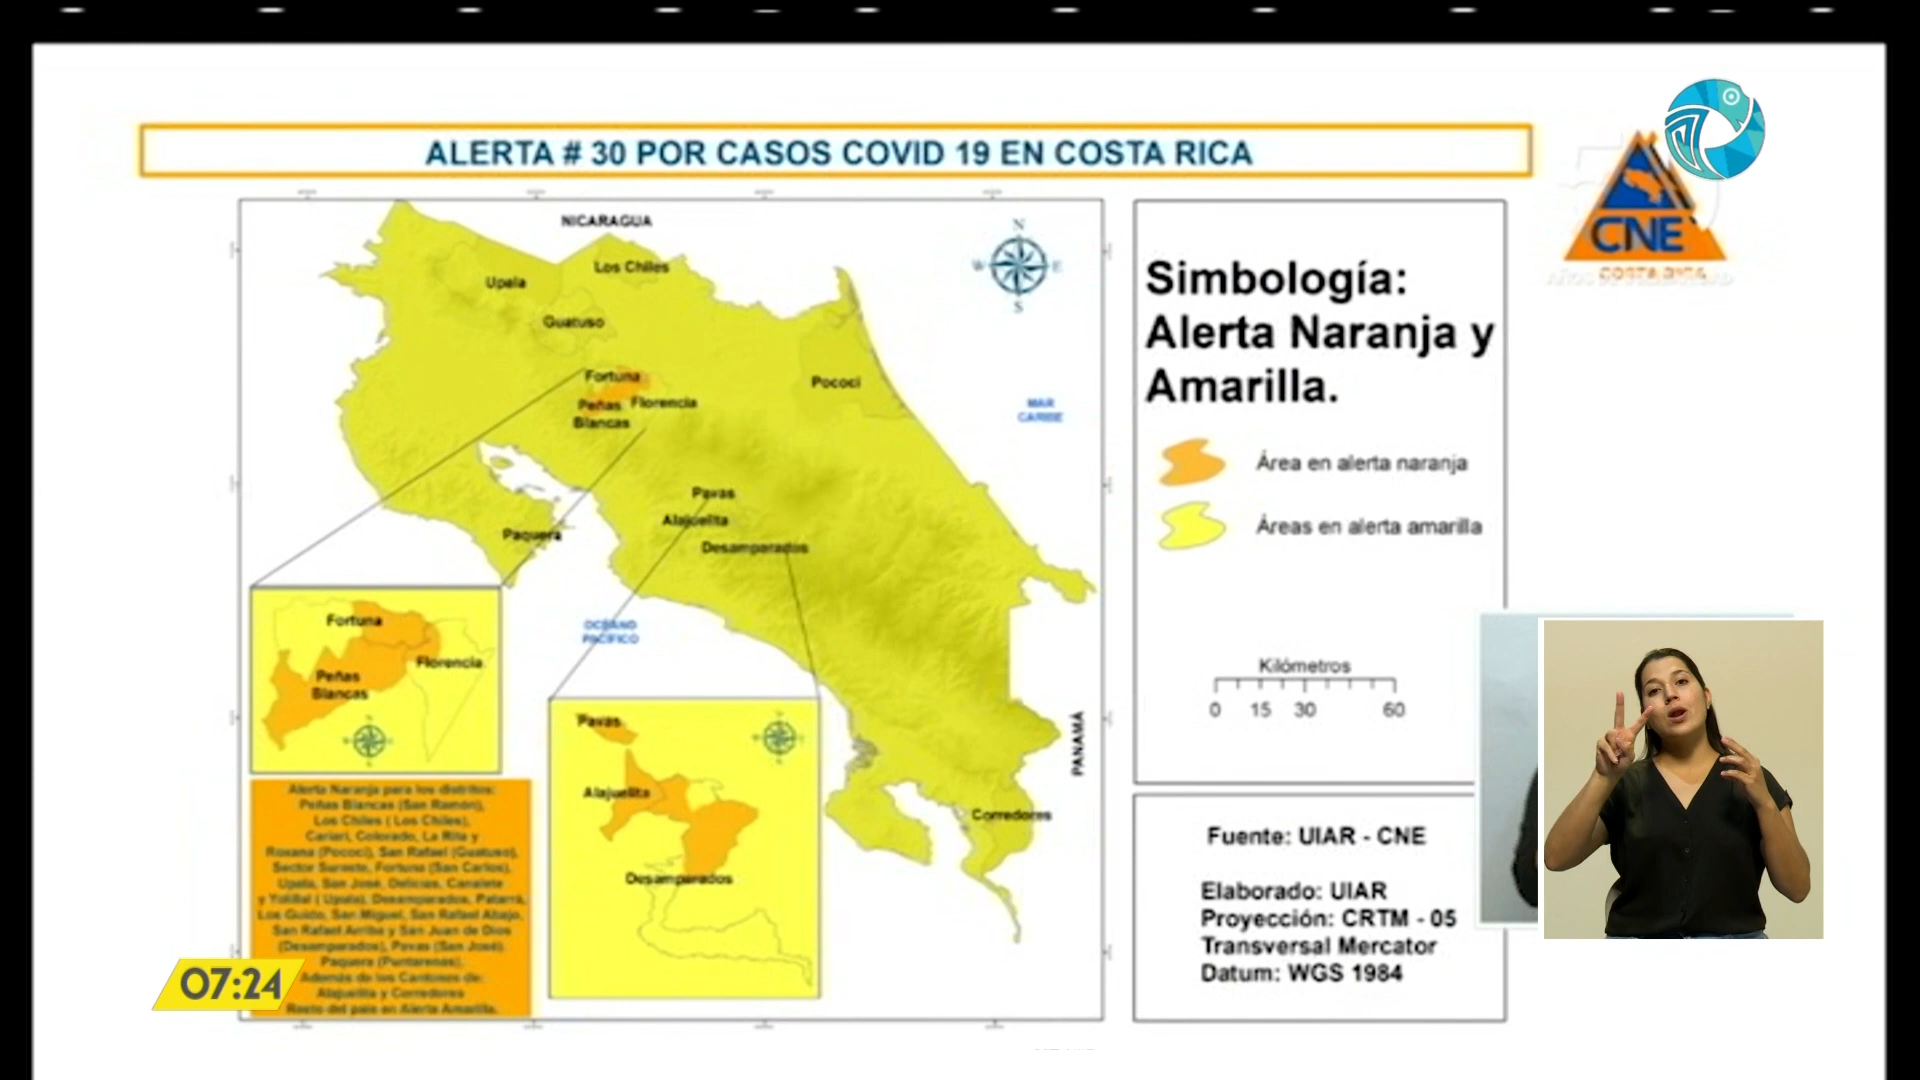 ALERTA # 30 POR CASOS COVID 19 EN COSTA RICA
CNE
COSTA RICA
NICARAGUA
N
W E
S
Upala
Los Chiles
Guatuso
Fortuna
Peñas
Blancas
Florencia
Pococí
MAR
CARIBE
Pavas
Alajuelita
Desamparados
Paquera
OCEÁNO
PACÍFICO
PANAMÁ
Corredores
Fortuna
Florencia
Peñas
Blancas
Pavas
Alajuelita
Desamparados
Alerta Naranja para los distritos:
Peñas Blancas (San Ramón),
Los Chiles ( Los Chiles),
Cariari, Colorado, La Rita y
Roxana (Pococí), San Rafael (Guatuso),
Sector Sureste, Fortuna (San Carlos),
Upala, San José, Delicias, Canalete
y Yolillal ( Upala), Desamparados, Patarrá,
Los Guido, San Miguel, San Rafael Abajo,
San Rafael Arriba y San Juan de Dios
(Desamparados), Pavas (San José)
Paquera (Puntarenas).
Además de los Cantones de:
Alajuelita y Corredores
Resto del país en Alerta Amarilla.
07:24
Simbología:
Alerta Naranja y
Amarilla.
Área en alerta naranja
Áreas en alerta amarilla
Kilómetros
0 15 30 60
Fuente: UIAR - CNE
Elaborado: UIAR
Proyección: CRTM - 05
Transversal Mercator
Datum: WGS 1984